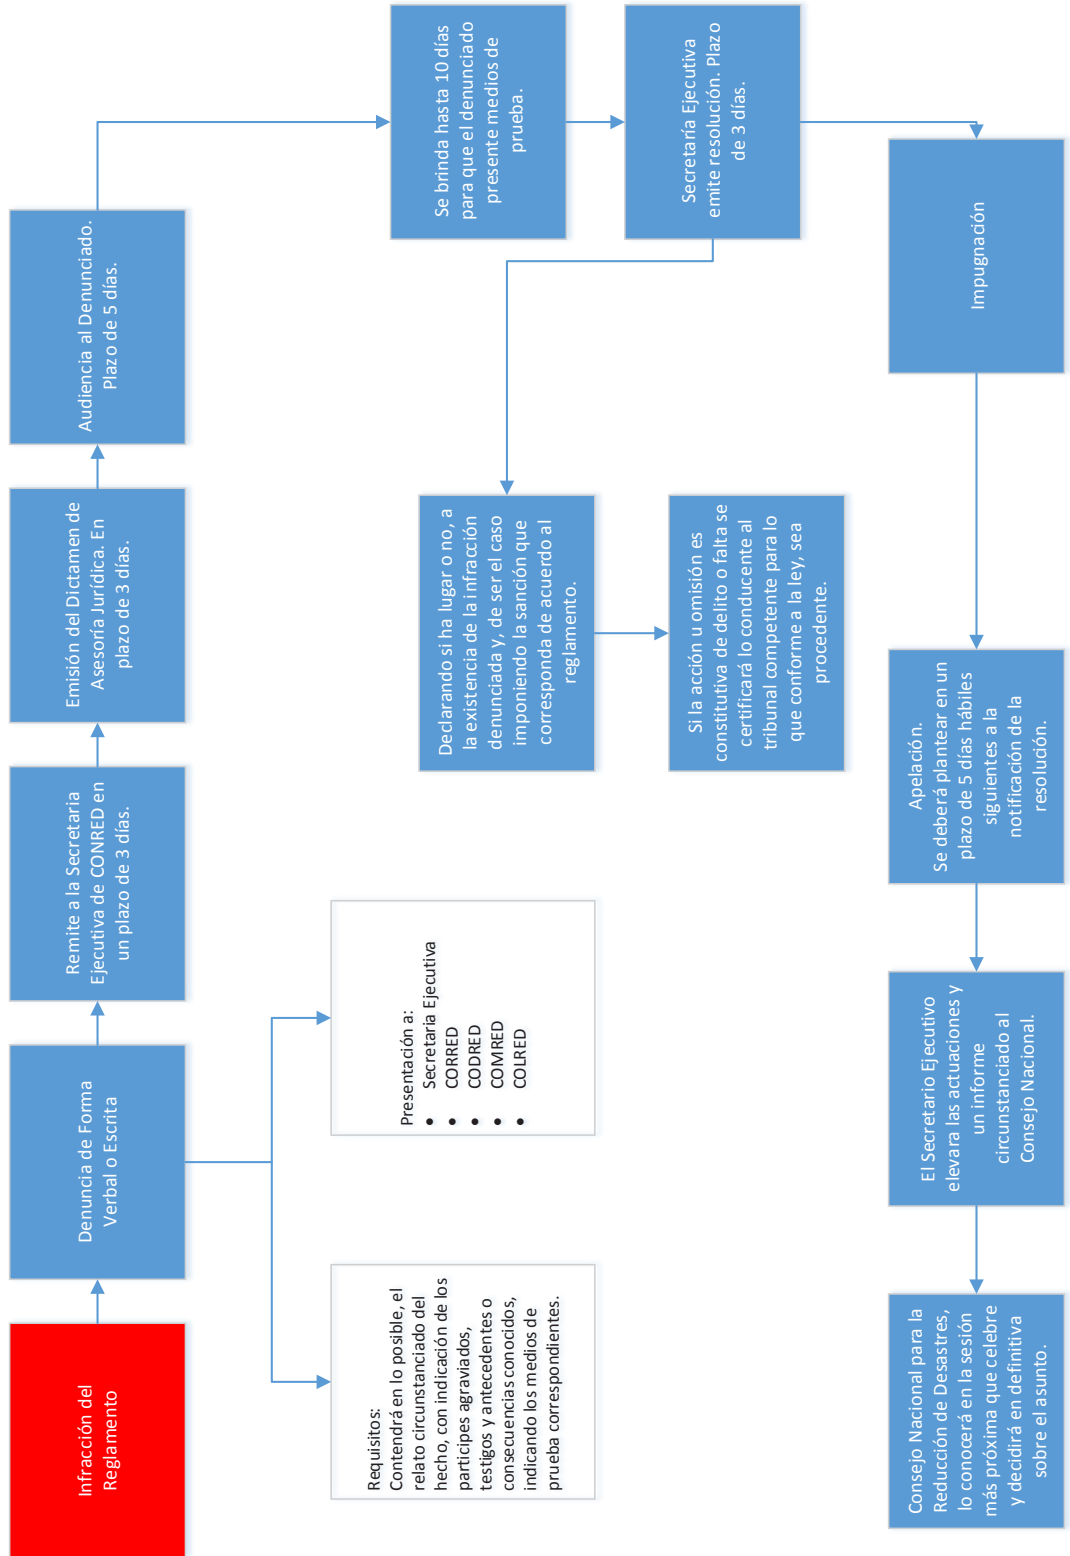 Infracción del
Reglamento
Denuncia de Forma
Verbal o Escrita
Remite a la Secretaria
Ejecutiva de CONRED en
un plazo de 3 días.
Emisión del Dictamen de
Asesoría Jurídica. En
plazo de 3 días.
Audiencia al Denunciado.
Plazo de 5 días.
Requisitos:
Contendrá en lo posible, el
relato circunstanciado del
hecho, con indicación de los
participes agraviados,
testigos y antecedentes o
consecuencias conocidos,
indicando los medios de
prueba correspondientes.
Presentación a:
• Secretaria Ejecutiva
• CORRED
• CODRED
• COMRED
• COLRED
Se brinda hasta 10 días
para que el denunciado
presente medios de
prueba.
Secretaría Ejecutiva
emite resolución. Plazo
de 3 días.
Declarando si ha lugar o no, a
la existencia de la infracción
denunciada y, de ser el caso
imponiendo la sanción que
corresponda de acuerdo al
reglamento.
Si la acción u omisión es
constitutiva de delito o falta se
certificará lo conducente al
tribunal competente para lo
que conforme a la ley, sea
procedente.
Impugnación
Apelación.
Se deberá plantear en un
plazo de 5 días hábiles
siguientes a la
notificación de la
resolución.
El Secretario Ejecutivo
elevara las actuaciones y
un informe
circunstanciado al
Consejo Nacional.
Consejo Nacional para la
Reducción de Desastres,
lo conocerá en la sesión
más próxima que celebre
y decidirá en definitiva
sobre el asunto.